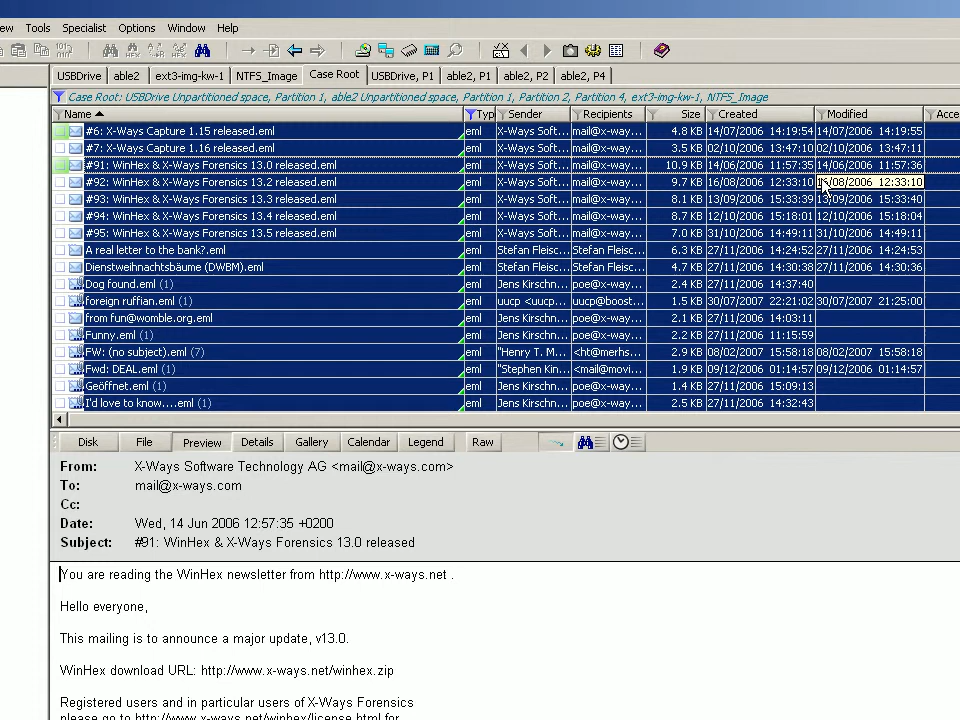 ew Tools Specialist Options Window Help
USBDrive able2 ext3-img-kw-1 NTFS_Image Case Root USBDrive, P1 able2, P1 able2, P2 able2, P4
Case Root: USBDrive Unpartitioned space, Partition 1, able2 Unpartitioned space, Partition 1, Partition 2, Partition 4, ext3-img-kw-1, NTFS_Image
Name Typ Sender Recipients Size Created Modified Acce
#6: X-Ways Capture 1.15 released.eml eml X-Ways Soft... mail@x-way... 4.8 KB 14/07/2006 14:19:54 14/07/2006 14:19:55
#7: X-Ways Capture 1.16 released.eml eml X-Ways Soft... mail@x-way... 3.5 KB 02/10/2006 13:47:10 02/10/2006 13:47:11
#91: WinHex & X-Ways Forensics 13.0 released.eml eml X-Ways Soft... mail@x-way... 10.9 KB 14/06/2006 11:57:35 14/06/2006 11:57:36
#92: WinHex & X-Ways Forensics 13.2 released.eml eml X-Ways Soft... mail@x-way... 9.7 KB 16/08/2006 12:33:10 16/08/2006 12:33:10
#93: WinHex & X-Ways Forensics 13.3 released.eml eml X-Ways Soft... mail@x-way... 8.1 KB 13/09/2006 15:33:39 13/09/2006 15:33:40
#94: WinHex & X-Ways Forensics 13.4 released.eml eml X-Ways Soft... mail@x-way... 8.7 KB 12/10/2006 15:18:01 12/10/2006 15:18:04
#95: WinHex & X-Ways Forensics 13.5 released.eml eml X-Ways Soft... mail@x-way... 7.0 KB 31/10/2006 14:49:11 31/10/2006 14:49:11
A real letter to the bank?.eml eml Stefan Fleisc... Stefan Fleisc... 6.3 KB 27/11/2006 14:24:52 27/11/2006 14:24:53
Dienstweihnachtsbäume (DWBM).eml eml Stefan Fleisc... Stefan Fleisc... 4.7 KB 27/11/2006 14:30:38 27/11/2006 14:30:36
Dog found.eml (1) eml Jens Kirschn... poe@x-way... 2.4 KB 27/11/2006 14:37:40
foreign ruffian.eml (1) eml uucp <uucp... uucp@boost... 1.5 KB 30/07/2007 22:21:02 30/07/2007 21:25:00
from fun@womble.org.eml eml Jens Kirschn... poe@x-way... 2.1 KB 27/11/2006 14:03:11
Funny.eml (1) eml Jens Kirschn... poe@x-way... 2.2 KB 27/11/2006 11:15:59
FW: (no subject).eml (7) eml "Henry T. M... <ht@merhs... 2.9 KB 08/02/2007 15:58:18 08/02/2007 15:58:18
Fwd: DEAL.eml (1) eml "Stephen Kin... <mail@movi... 1.9 KB 09/12/2006 01:14:57 09/12/2006 01:14:57
Geöffnet.eml (1) eml Jens Kirschn... poe@x-way... 1.4 KB 27/11/2006 15:09:13
I'd love to know....eml (1) eml Jens Kirschn... poe@x-way... 2.5 KB 27/11/2006 14:32:43
Disk File Preview Details Gallery Calendar Legend Raw
From: X-Ways Software Technology AG <mail@x-ways.com>
To: mail@x-ways.com
Cc:
Date: Wed, 14 Jun 2006 12:57:35 +0200
Subject: #91: WinHex & X-Ways Forensics 13.0 released
You are reading the WinHex newsletter from http://www.x-ways.net .
Hello everyone,
This mailing is to announce a major update, v13.0.
WinHex download URL: http://www.x-ways.net/winhex.zip
Registered users and in particular users of X-Ways Forensics
please go to http://www.x-ways.net/winhex/license.html for